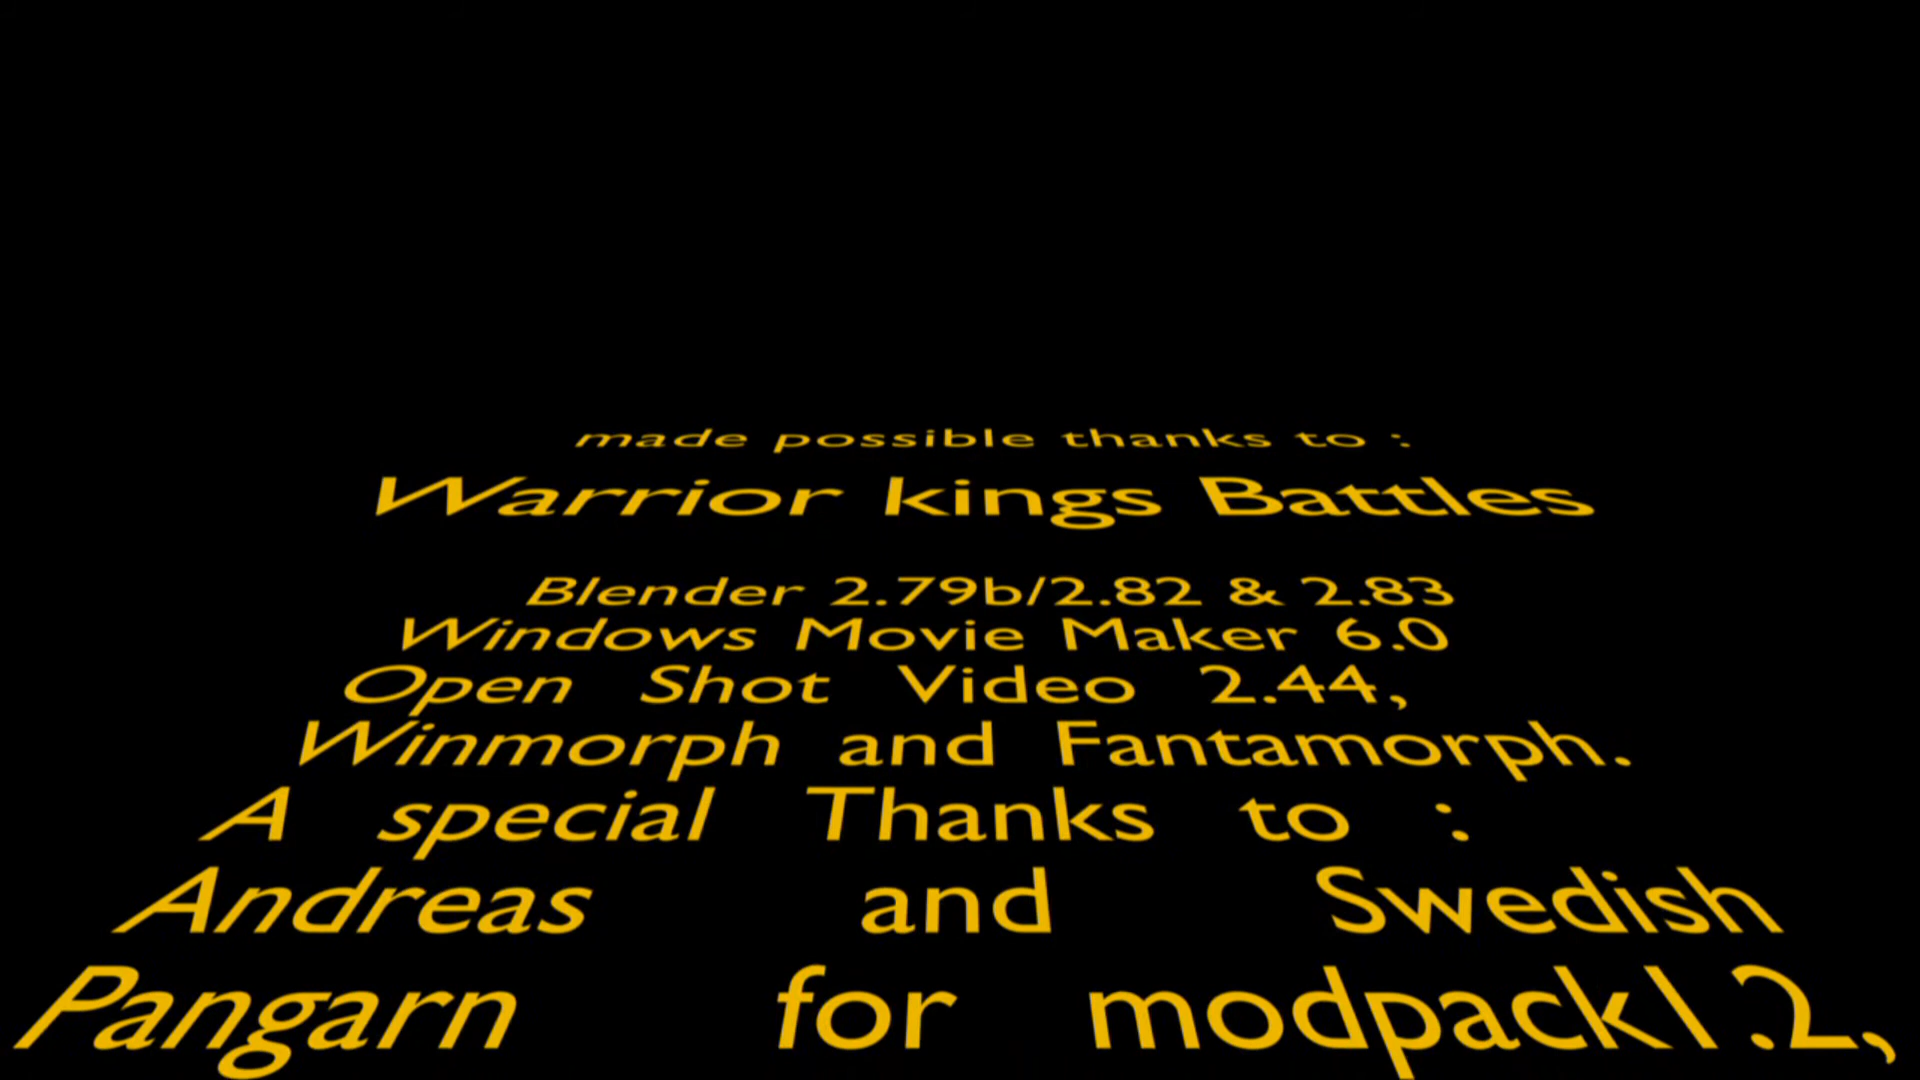 made possible thanks to :
Warrior kings Battles
Blender 2.79b/2.82 & 2.83
Windows Movie Maker 6.0
Open Shot Video 2.44,
Winmorph and Fantamorph.
A special Thanks to :
Andreas and Swedish
Pangarn for modpack1.2,